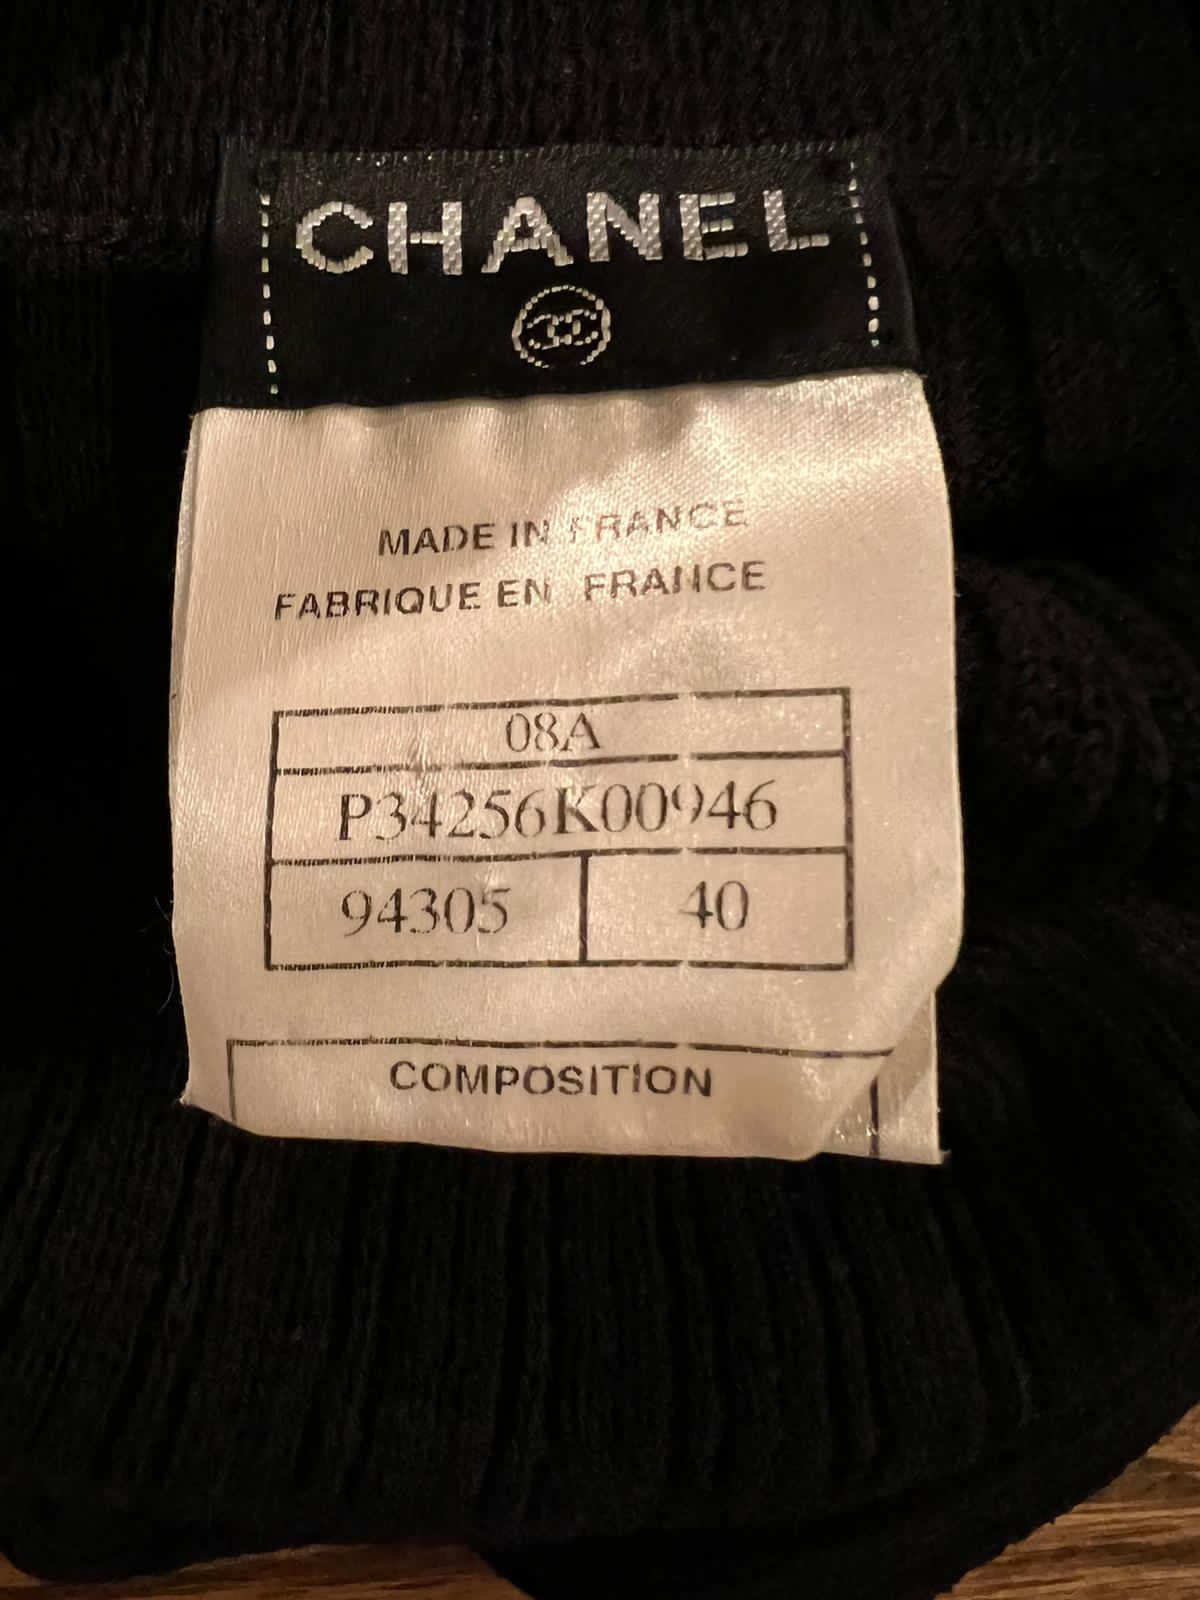 CHANEL
MADE IN FRANCE
FABRIQUE EN FRANCE
08A
P34256K00946
94305 40
COMPOSITION